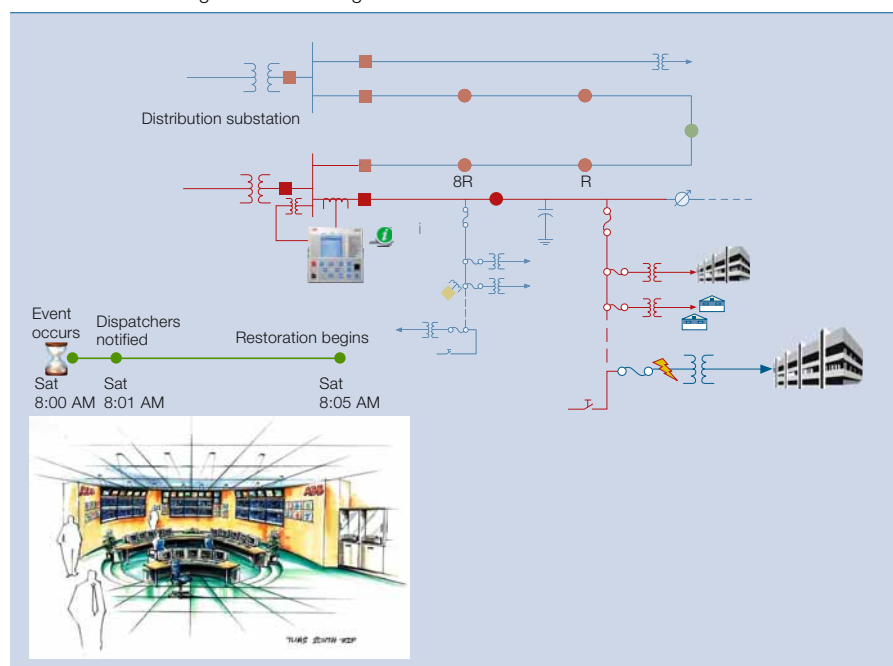 Distribution substation
8R
R
i
Event
occurs
Dispatchers
notified
Restoration begins
Sat
8:00 AM
Sat
8:01 AM
Sat
8:05 AM
ABB
ABB